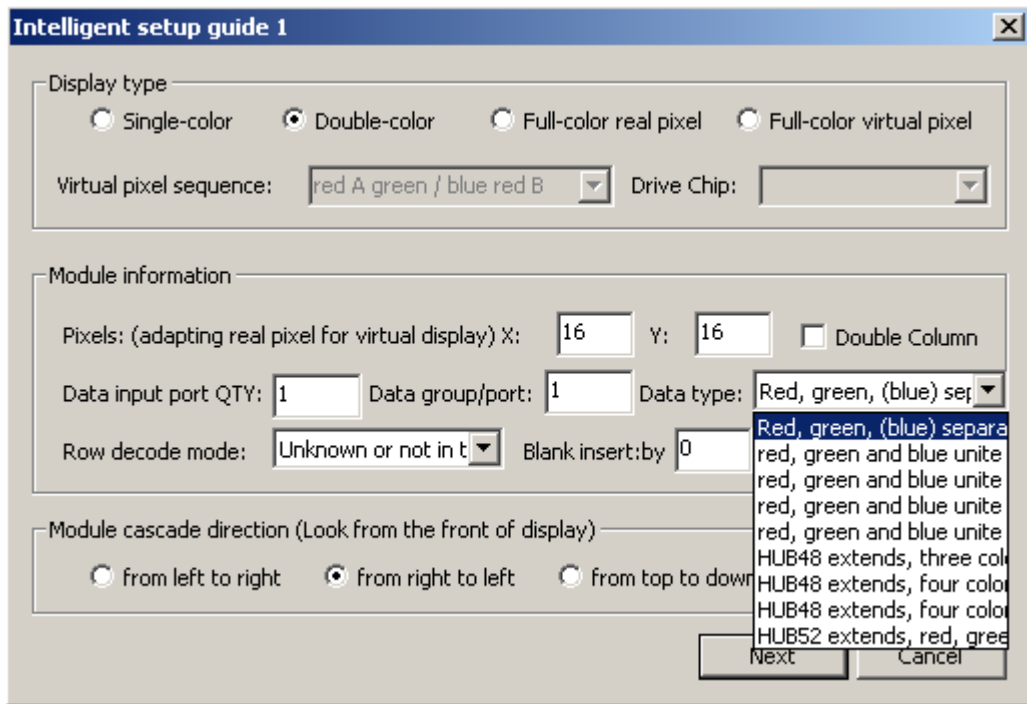 Intelligent setup guide 1
Display type
Single-color Double-color Full-color real pixel Full-color virtual pixel
Virtual pixel sequence: red A green / blue red B Drive Chip:
Module information
Pixels: (adapting real pixel for virtual display) X: 16 Y: 16 Double Column
Data input port QTY: 1 Data group/port: 1 Data type: Red, green, (blue) sep
Row decode mode: Unknown or not in t Blank insert:by 0
Red, green, (blue) separa
red, green and blue unite
red, green and blue unite
red, green and blue unite
red, green and blue unite
HUB48 extends, three col
HUB48 extends, four color
HUB48 extends, four color
HUB52 extends, red, gree
Module cascade direction (Look from the front of display)
from left to right from right to left from top to down
Next Cancel